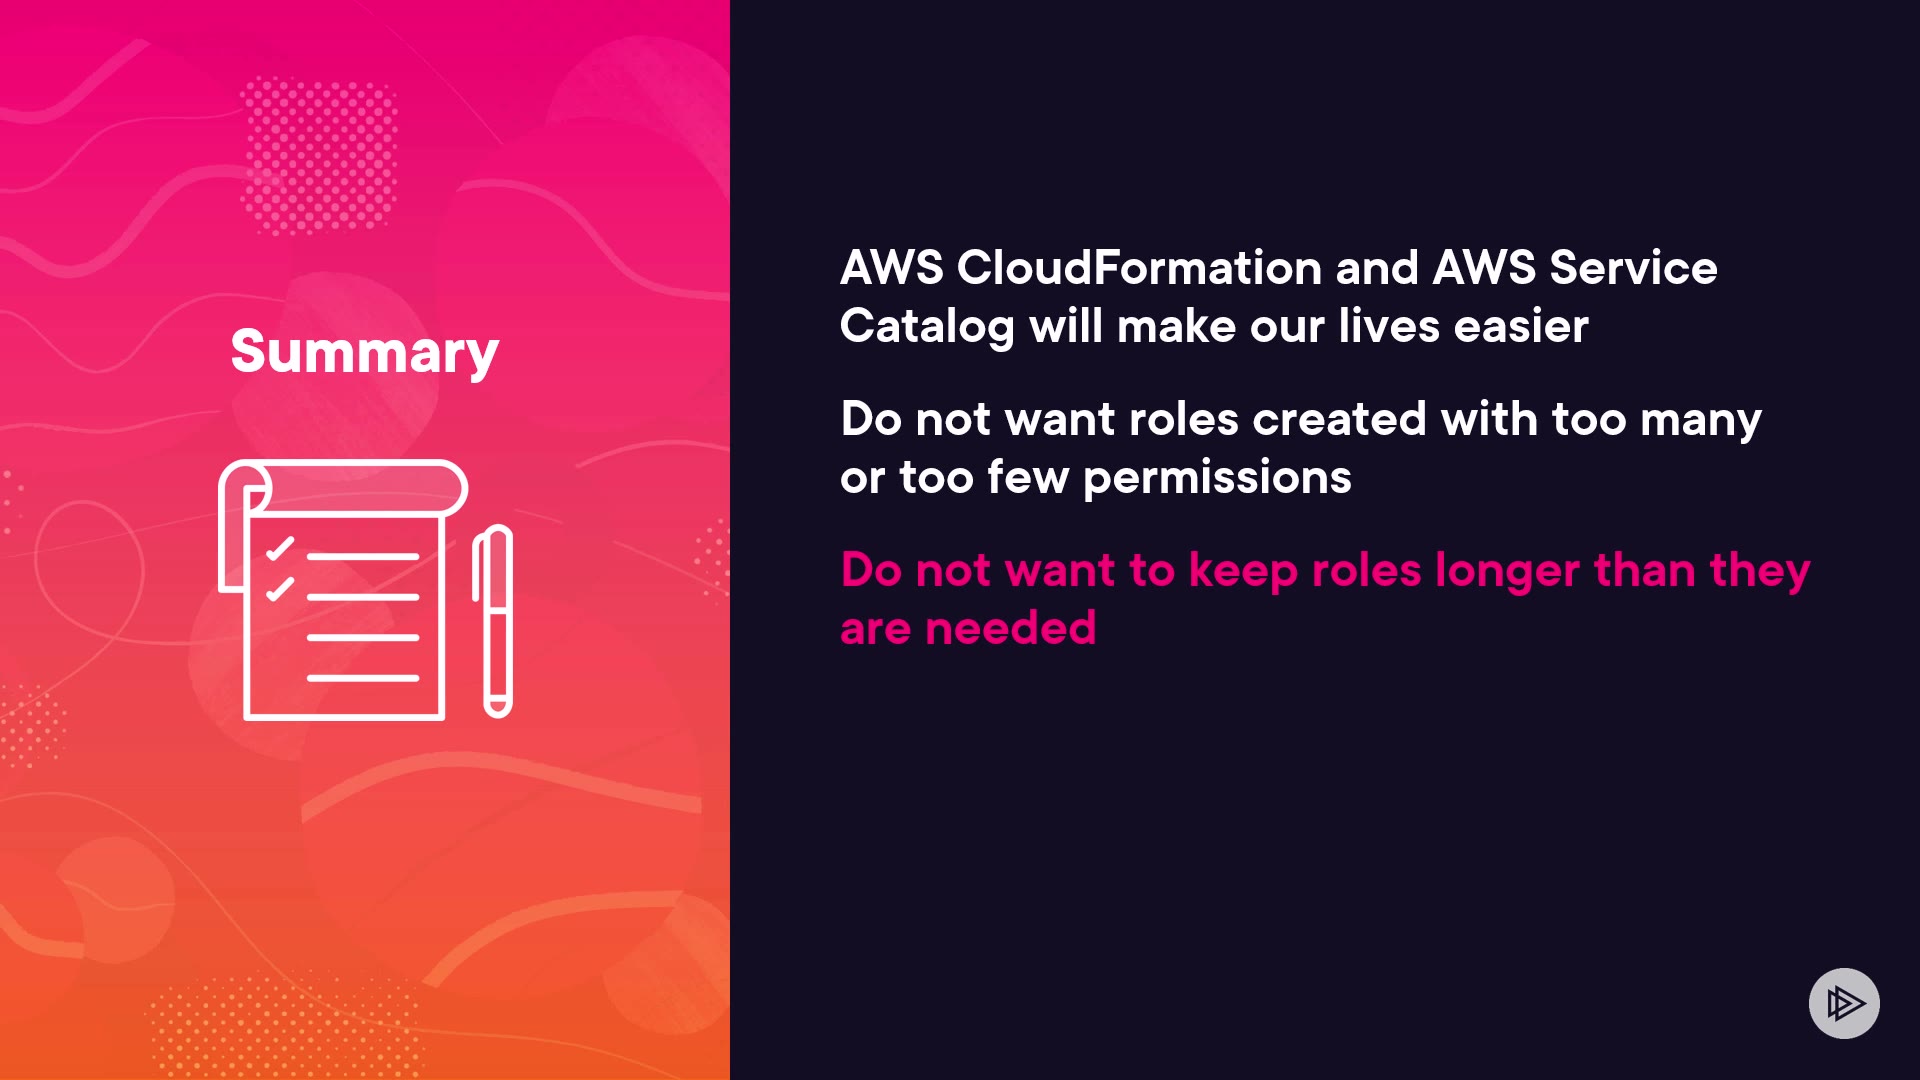 Summary
AWS CloudFormation and AWS Service
Catalog will make our lives easier
Do not want roles created with too many
or too few permissions
Do not want to keep roles longer than they
are needed